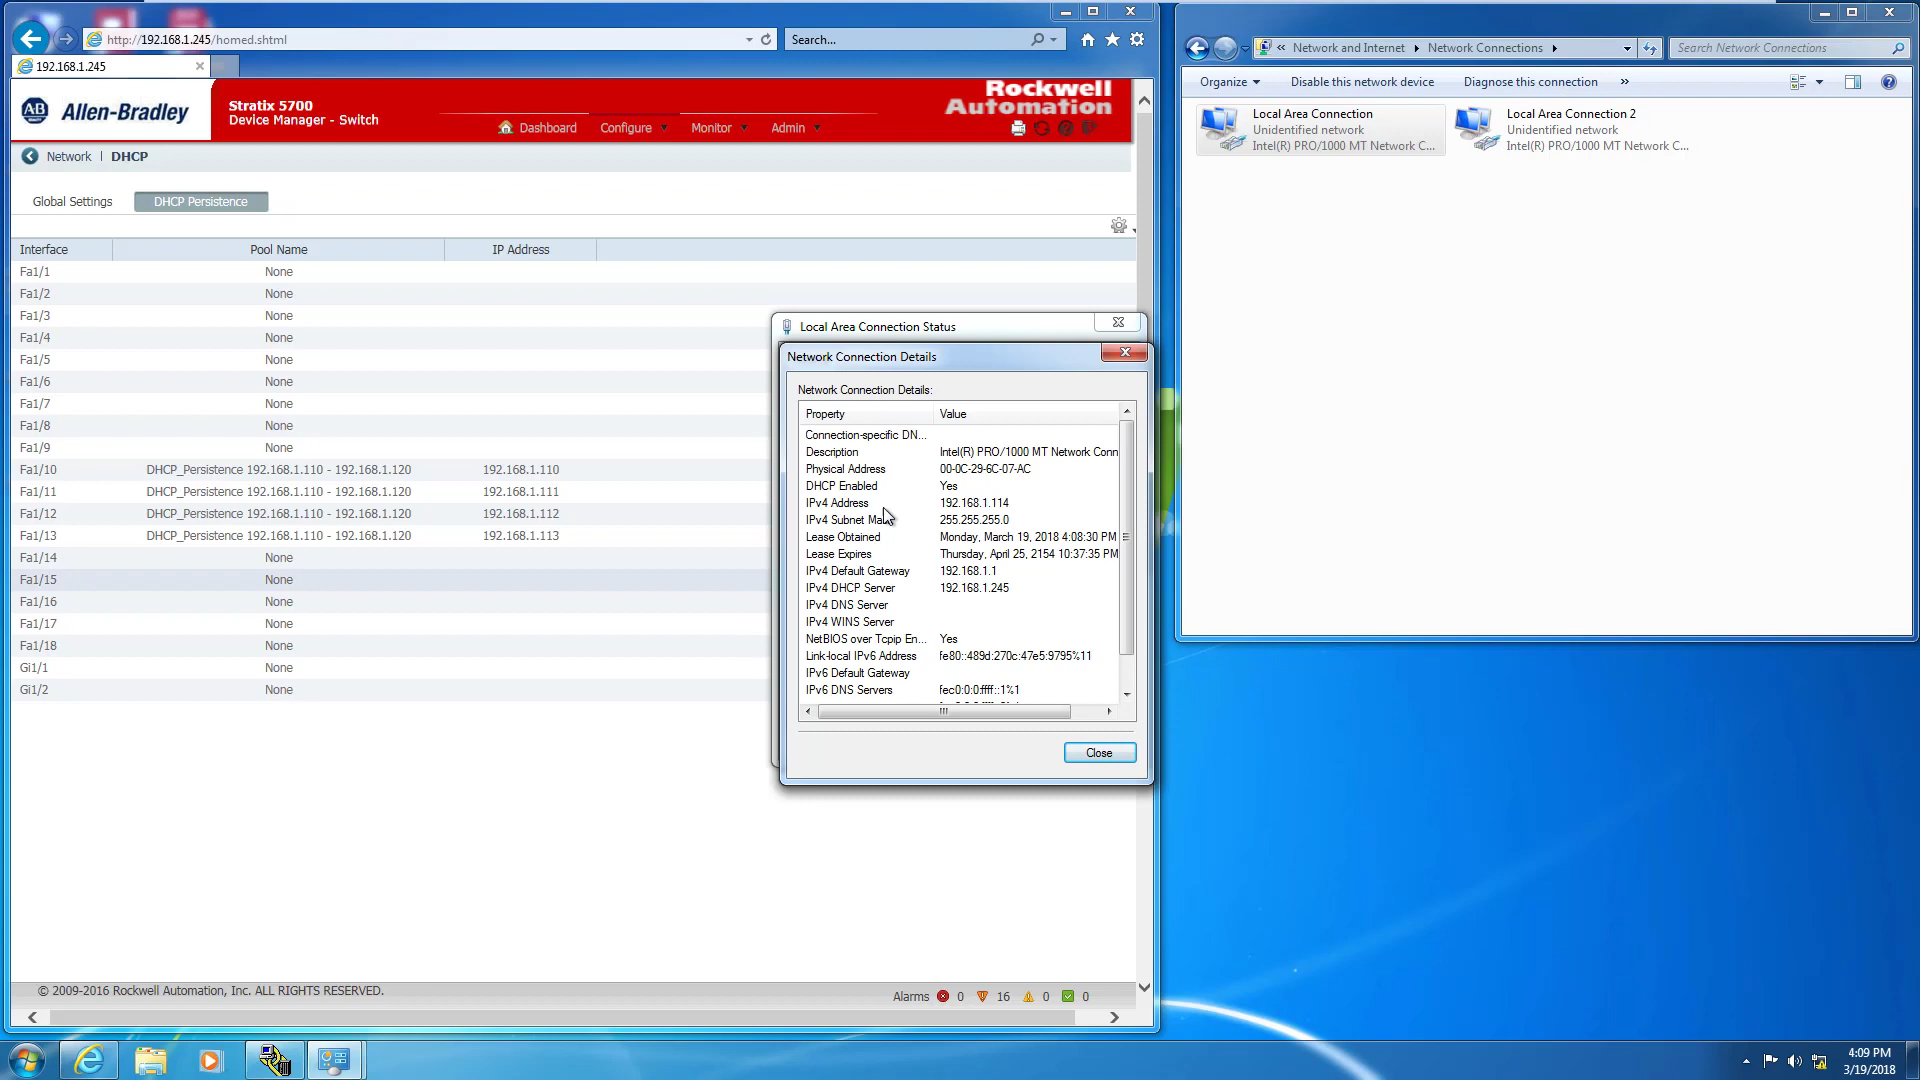 http://192.168.1.245/homed.shtml
Search...
192.168.1.245
AB
Allen-Bradley
Stratix 5700
Device Manager - Switch
Rockwell
Automation
Dashboard
Configure
Monitor
Admin
Network | DHCP
Global Settings
DHCP Persistence
Interface Pool Name IP Address
Fa1/1 None
Fa1/2 None
Fa1/3 None
Fa1/4 None
Fa1/5 None
Fa1/6 None
Fa1/7 None
Fa1/8 None
Fa1/9 None
Fa1/10 DHCP_Persistence 192.168.1.110 - 192.168.1.120 192.168.1.110
Fa1/11 DHCP_Persistence 192.168.1.110 - 192.168.1.120 192.168.1.111
Fa1/12 DHCP_Persistence 192.168.1.110 - 192.168.1.120 192.168.1.112
Fa1/13 DHCP_Persistence 192.168.1.110 - 192.168.1.120 192.168.1.113
Fa1/14 None
Fa1/15 None
Fa1/16 None
Fa1/17 None
Fa1/18 None
Gi1/1 None
Gi1/2 None
© 2009-2016 Rockwell Automation, Inc. ALL RIGHTS RESERVED.
Alarms 0 16 0 0
Local Area Connection Status
Network Connection Details
Network Connection Details:
Property Value
Connection-specific DN...
Description Intel(R) PRO/1000 MT Network Conn
Physical Address 00-0C-29-6C-07-AC
DHCP Enabled Yes
IPv4 Address 192.168.1.114
IPv4 Subnet Ma 255.255.255.0
Lease Obtained Monday, March 19, 2018 4:08:30 PM
Lease Expires Thursday, April 25, 2154 10:37:35 PM
IPv4 Default Gateway 192.168.1.1
IPv4 DHCP Server 192.168.1.245
IPv4 DNS Server
IPv4 WINS Server
NetBIOS over Tcpip En... Yes
Link-local IPv6 Address fe80::489d:270c:47e5:9795%11
IPv6 Default Gateway
IPv6 DNS Servers fec0:0:0:ffff::1%1
Close
« Network and Internet Network Connections
Search Network Connections
Organize
Disable this network device
Diagnose this connection
»
Local Area Connection
Unidentified network
Intel(R) PRO/1000 MT Network C...
Local Area Connection 2
Unidentified network
Intel(R) PRO/1000 MT Network C...
4:09 PM
3/19/2018